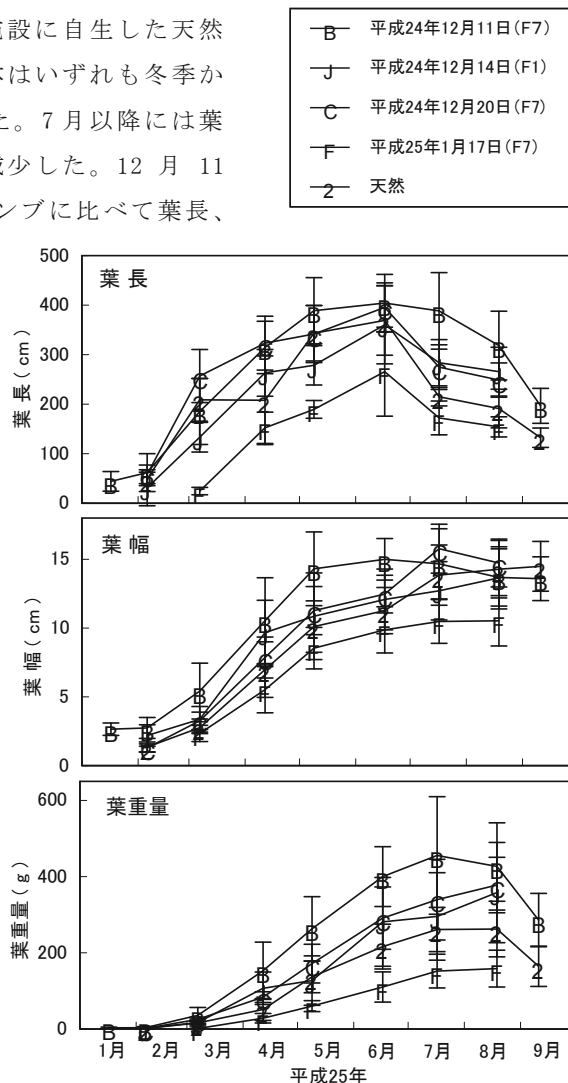 施設に自生した天然
本はいずれも冬季か
た。7月以降には葉
減少した。12 月 11
ンブに比べて葉長、
B 平成24年12月11日(F7)
J 平成24年12月14日(F1)
C 平成24年12月20日(F7)
F 平成25年1月17日(F7)
2 天然
葉 長
500
400
300
200
100
0
葉 長 ( cm )
葉 幅
15
10
5
0
葉 幅 ( cm )
葉重量
600
400
200
0
葉重量 ( g )
1月 2月 3月 4月 5月 6月 7月 8月 9月
平成25年